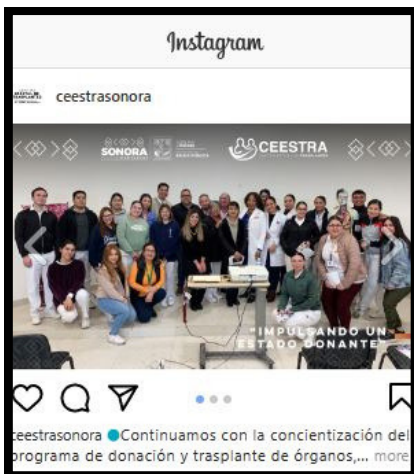 Instagram
ceestrasonora
SONORA
CEESTRA
"IMPULSANDO UN
ESTADO DONANTE"
ceestrasonora Continuamos con la concientización del
programa de donación y trasplante de órganos,... more